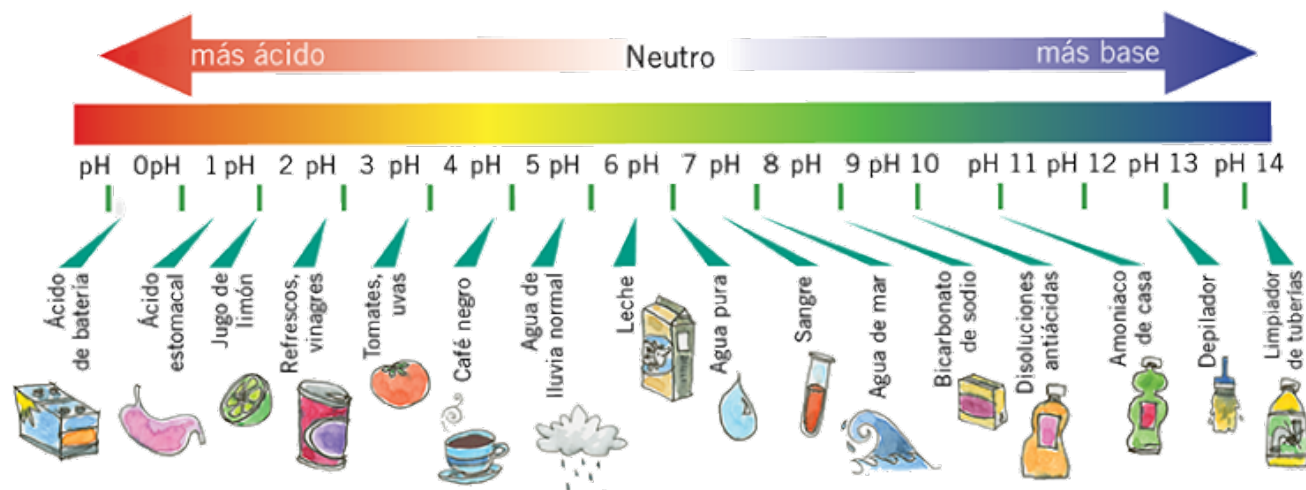 más ácido Neutro más base
pH 0pH 1 pH 2 pH 3 pH 4 pH 5 pH 6 pH 7 pH 8 pH 9 pH 10 pH 11 pH 12 pH 13 pH 14
Ácido
de batería
Ácido
estomacal
Jugo de
limón
Refrescos,
vinagres
Tomates,
uvas
Café negro
Agua de
lluvia normal
Leche
Agua pura
Sangre
Agua de mar
Bicarbonato
de sodio
Disoluciones
antiácidas
Amoniaco
de casa
Depilador
Limpiador
de tuberías